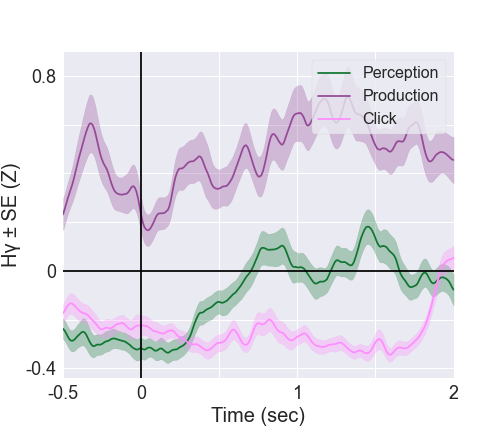 Hγ ± SE (Z)
0.8
0
-0.4
Perception
Production
Click
-0.5
0
1
2
Time (sec)